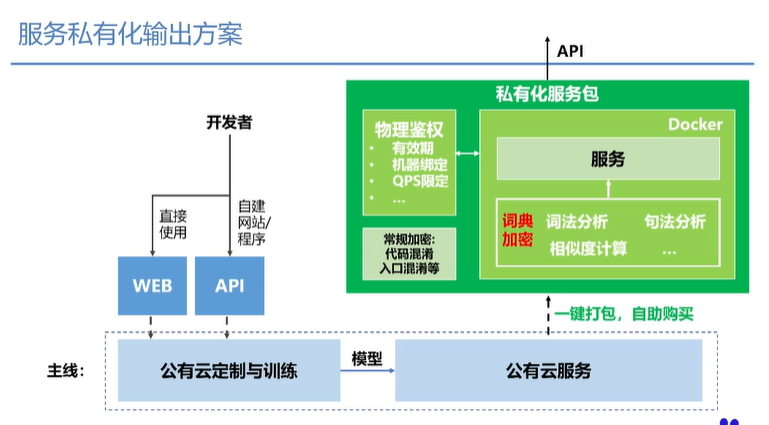 服务私有化输出方案
API
私有化服务包
开发者
物理鉴权
• 有效期
• 机器绑定
• QPS限定
• ...
Docker
服务
词典
加密
词法分析
句法分析
相似度计算
...
常规加密：
代码混淆
入口混淆等
直接
使用
自建
网站/
程序
WEB
API
一键打包，自助购买
主线：
公有云定制与训练
模型
公有云服务